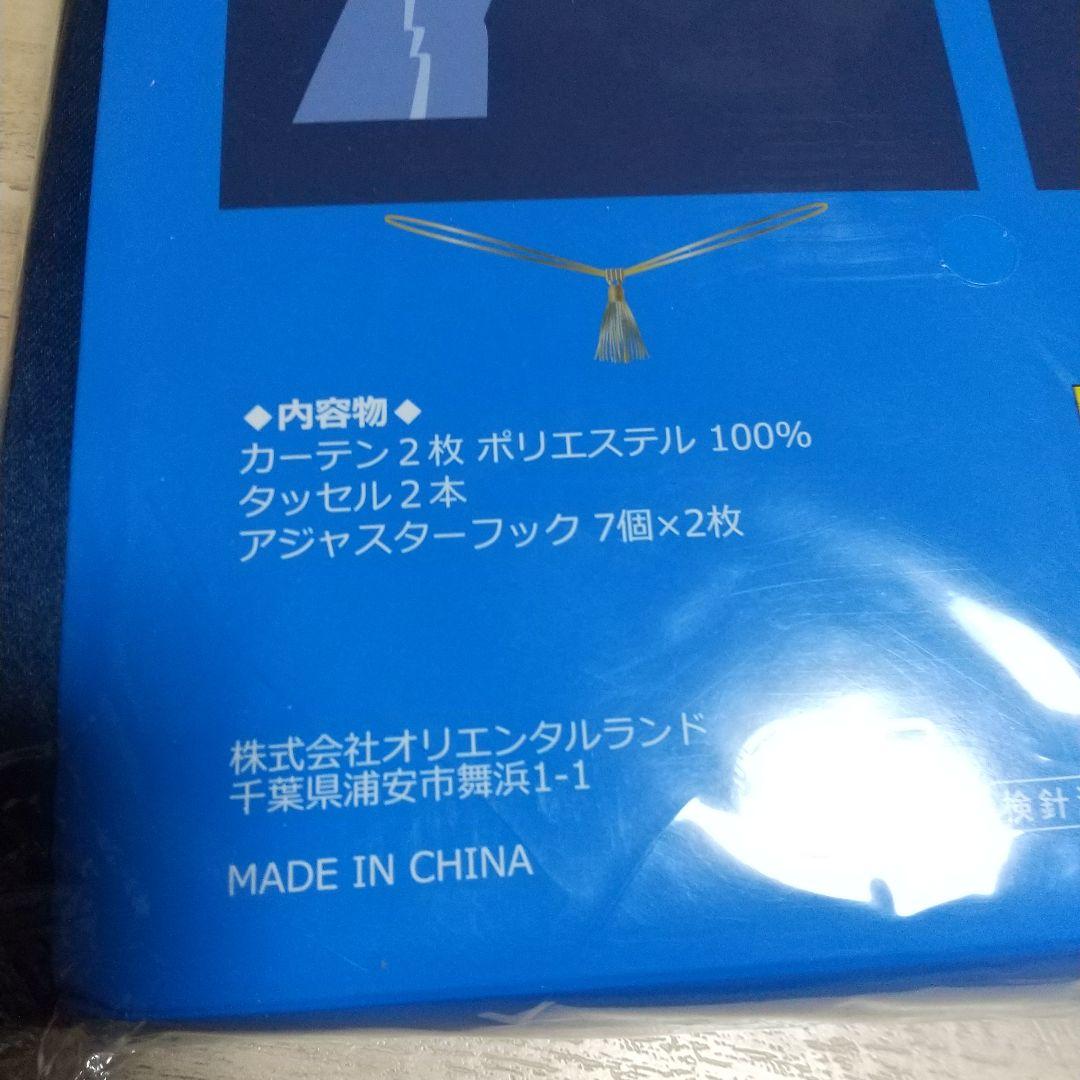 ◆内容物◆
カーテン２枚 ポリエステル 100%
タッセル２本
アジャスターフック 7個×2枚
株式会社オリエンタルランド
千葉県浦安市舞浜1-1
検針
MADE IN CHINA